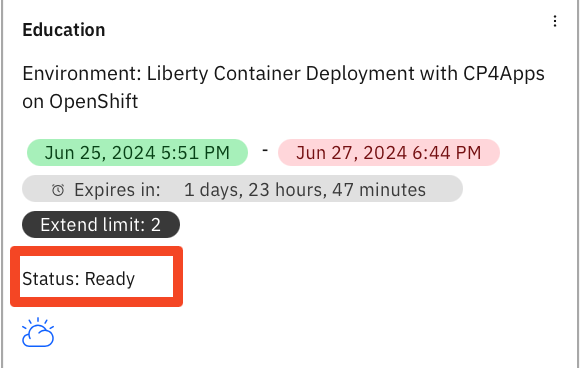 Education
Environment: Liberty Container Deployment with CP4Apps
on OpenShift
Jun 25, 2024 5:51 PM - Jun 27, 2024 6:44 PM
Expires in: 1 days, 23 hours, 47 minutes
Extend limit: 2
Status: Ready